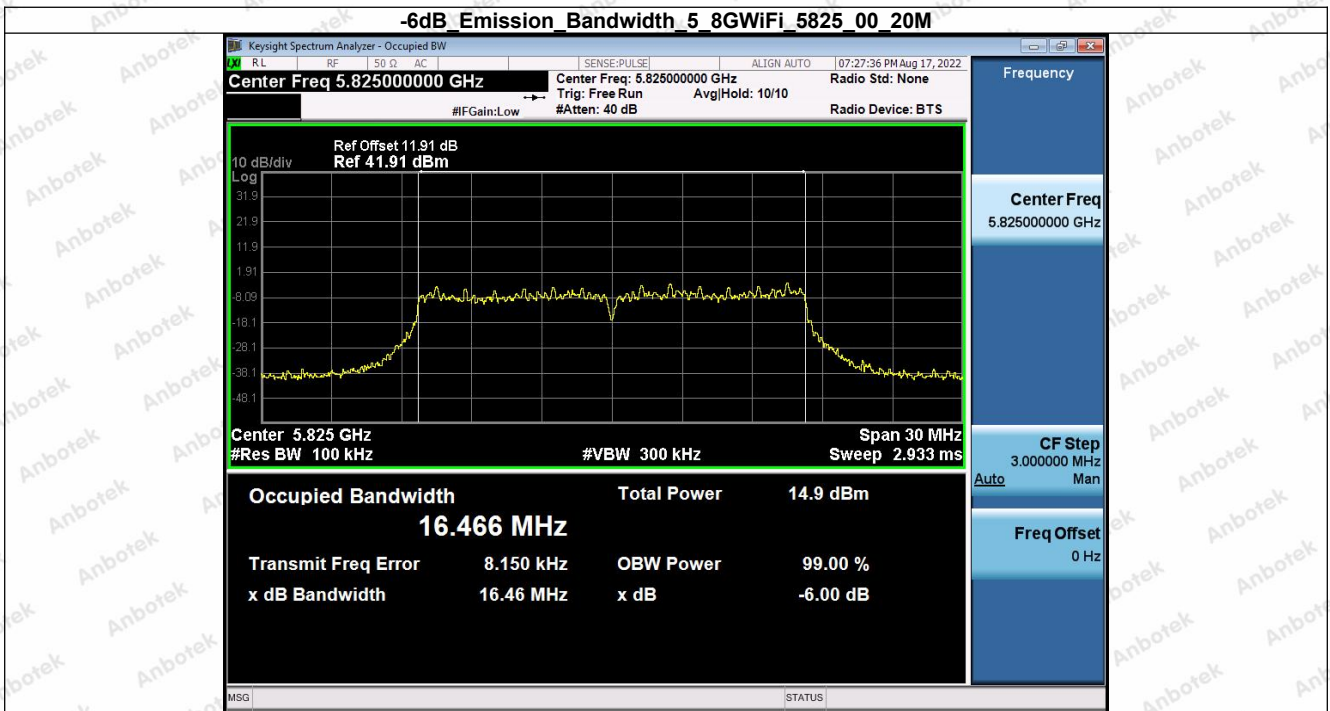 -6dB_Emission_Bandwidth_5_8GWiFi_5825_00_20M
Keysight Spectrum Analyzer - Occupied BW
LXI RL RF 50 Ω AC SENSE:PULSE ALIGN AUTO 07:27:36 PM Aug 17, 2022
Center Freq 5.825000000 GHz
Center Freq: 5.825000000 GHz
Radio Std: None
Trig: Free Run Avg|Hold: 10/10
#IFGain:Low
#Atten: 40 dB
Radio Device: BTS
Ref Offset 11.91 dB
10 dB/div Ref 41.91 dBm
Log
31.9
21.9
11.9
1.91
-8.09
-18.1
-28.1
-38.1
-48.1
Center 5.825 GHz Span 30 MHz
#Res BW 100 kHz #VBW 300 kHz Sweep 2.933 ms
Occupied Bandwidth Total Power 14.9 dBm
16.466 MHz
Transmit Freq Error 8.150 kHz OBW Power 99.00 %
x dB Bandwidth 16.46 MHz x dB -6.00 dB
MSG STATUS
Frequency
Center Freq
5.825000000 GHz
CF Step
3.000000 MHz
Auto Man
Freq Offset
0 Hz
Anbotek